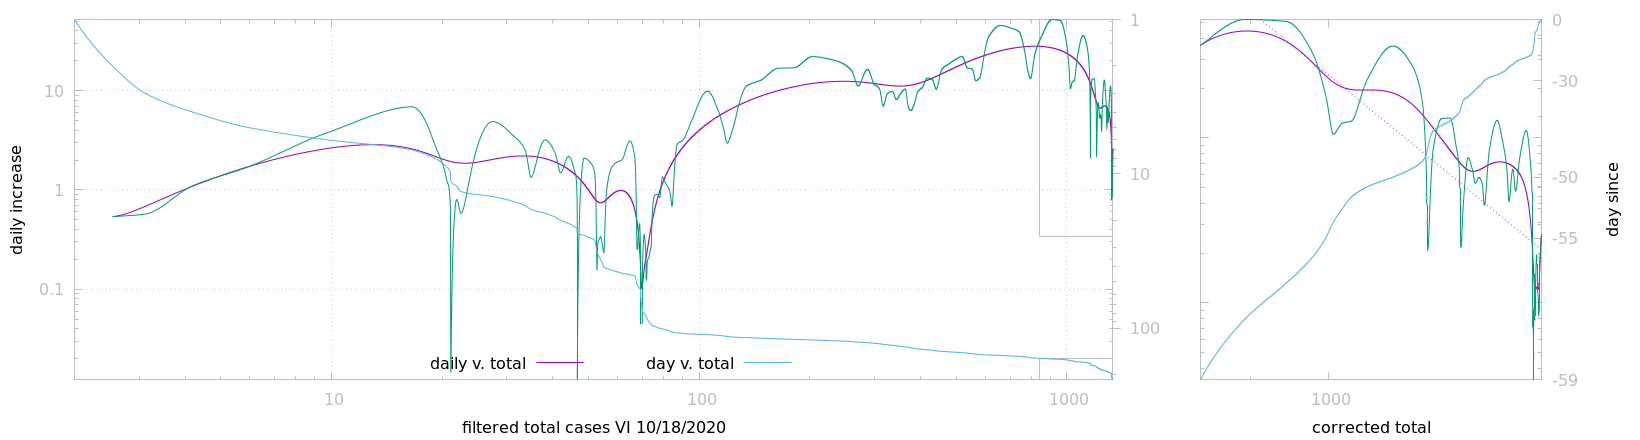 daily increase
10
1
0.1
daily v. total
day v. total
10
100
1000
filtered total cases VI 10/18/2020
1
10
100
1000
corrected total
0
-30
-50
-55
-59
day since